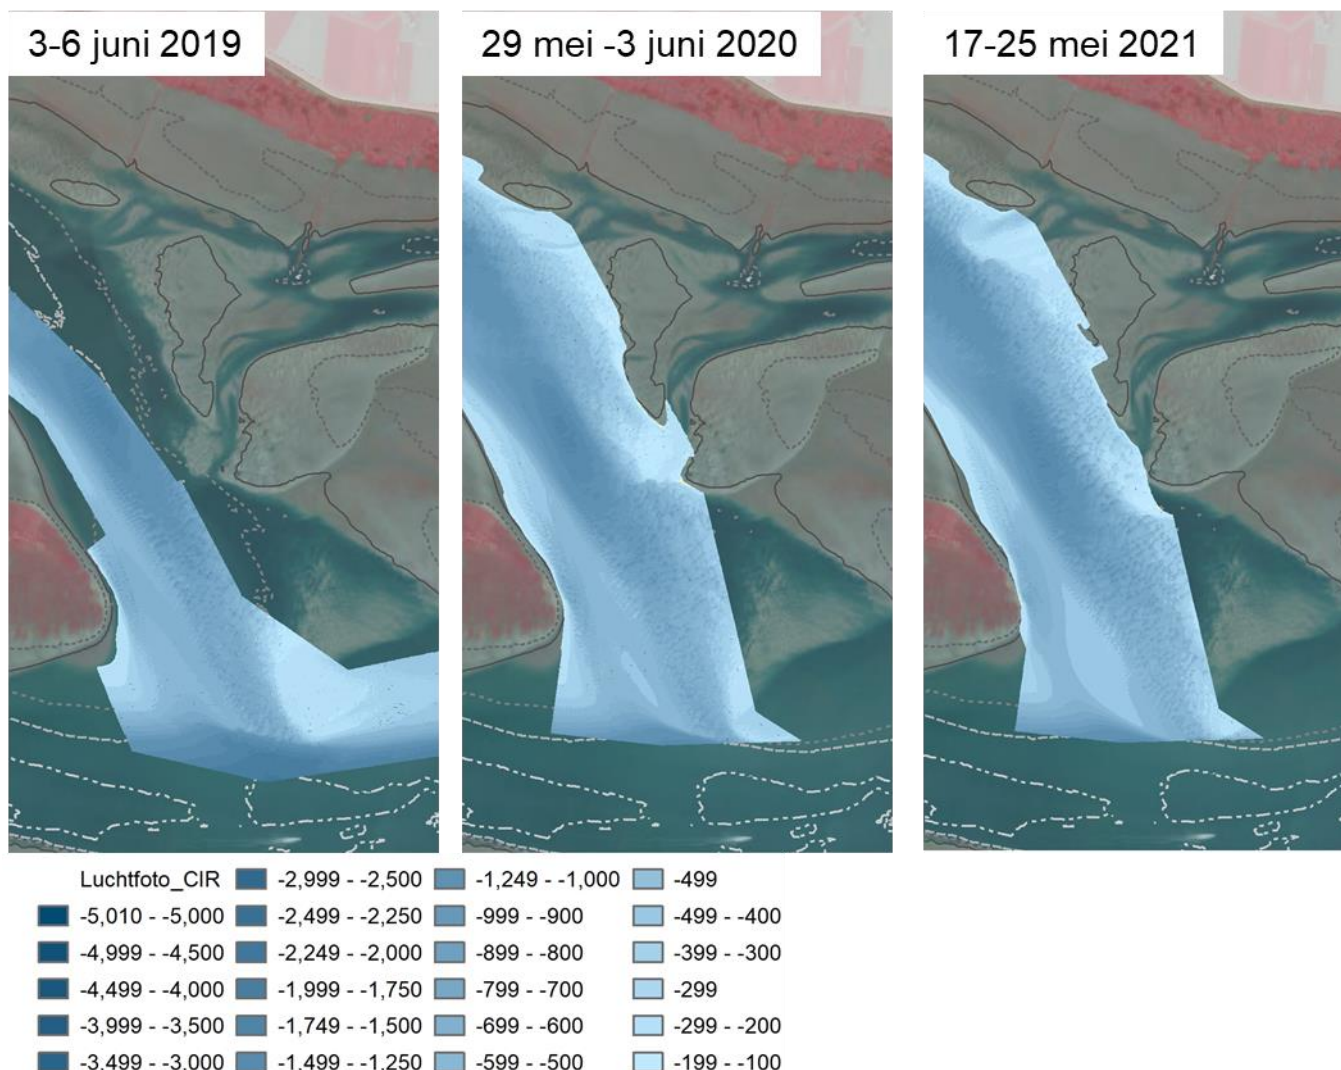 3-6 juni 2019
29 mei -3 juni 2020
17-25 mei 2021
Luchtfoto_CIR
-5,010 - -5,000
-4,999 - -4,500
-4,499 - -4,000
-3,999 - -3,500
-3,499 - -3,000
-2,999 - -2,500
-2,499 - -2,250
-2,249 - -2,000
-1,999 - -1,750
-1,749 - -1,500
-1,499 - -1,250
-1,249 - -1,000
-999 - -900
-899 - -800
-799 - -700
-699 - -600
-599 - -500
-499
-499 - -400
-399 - -300
-299
-299 - -200
-199 - -100